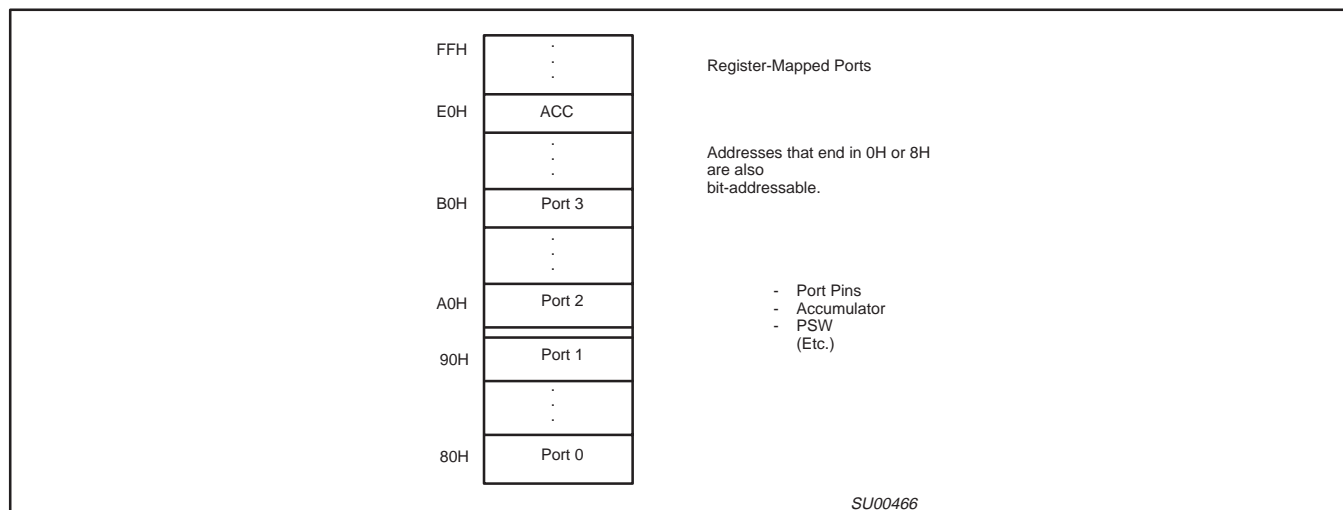 FFH
.
.
.
Register-Mapped Ports
E0H ACC
.
.
.
Addresses that end in 0H or 8H
are also
bit-addressable.
B0H Port 3
.
.
.
A0H Port 2
- Port Pins
- Accumulator
- PSW
(Etc.)
90H Port 1
.
.
.
80H Port 0
SU00466